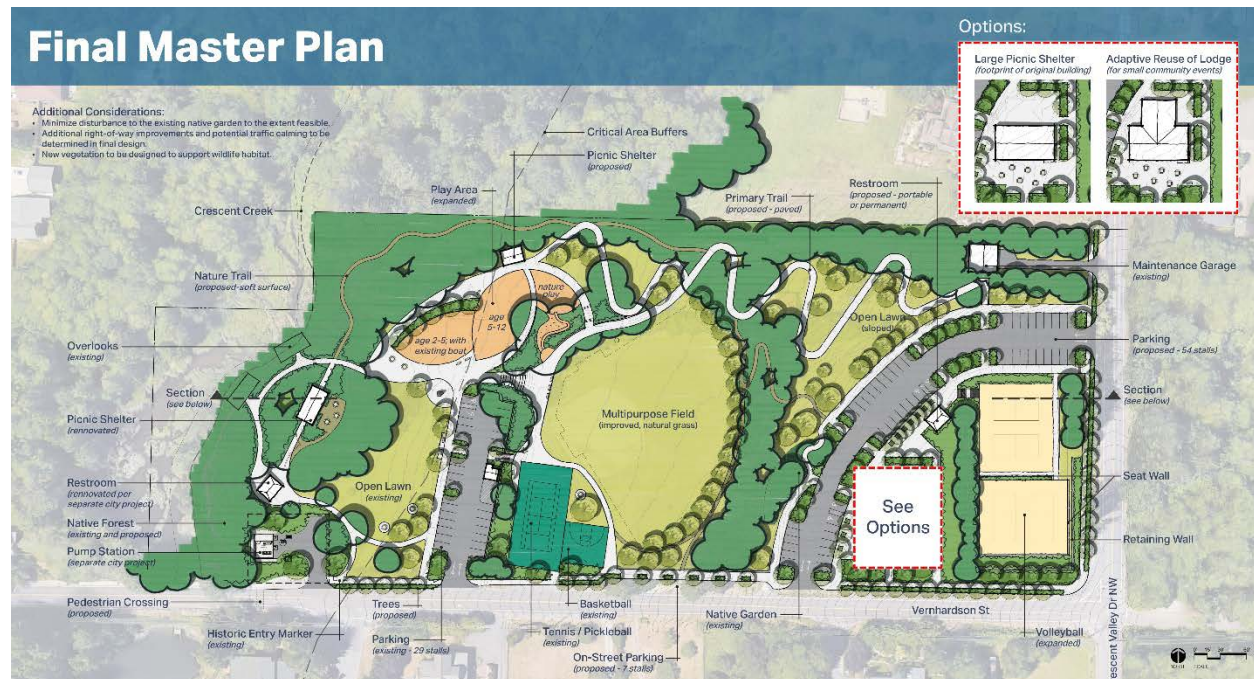 Final Master Plan
Options:
Large Picnic Shelter
(footprint of original building)
Adaptive Reuse of Lodge
(for small community events)
Additional Considerations:
• Minimize disturbance to the existing native garden to the extent feasible.
• Additional right-of-way improvements and potential traffic calming to be
determined in final design.
• New vegetation to be designed to support wildlife habitat.
Critical Area Buffers
Picnic Shelter
(proposed)
Play Area
(expanded)
Primary Trail
(proposed - paved)
Restroom
(proposed - portable
or permanent)
Crescent Creek
Nature Trail
(proposed-soft surface)
Maintenance Garage
(existing)
nature
play
age
5-12
age 2-5, with
existing boat
Open Lawn
(sloped)
Overlooks
(existing)
Parking
(proposed - 54 stalls)
Section
(see below)
Section
(see below)
Picnic Shelter
(rennovated)
Multipurpose Field
(improved, natural grass)
Restroom
(rennovated per
separate city project)
Open Lawn
(existing)
See
Options
Seat Wall
Native Forest
(existing and proposed)
Retaining Wall
Pump Station
(separate city project)
Pedestrian Crossing
(proposed)
Trees
(proposed)
Basketball
(existing)
Native Garden
(existing)
Vernhardson St
Historic Entry Marker
(existing)
Parking
(existing - 29 stalls)
Tennis / Pickleball
(existing)
Volleyball
(expanded)
On-Street Parking
(proposed - 7 stalls)
escent Valley Dr NW